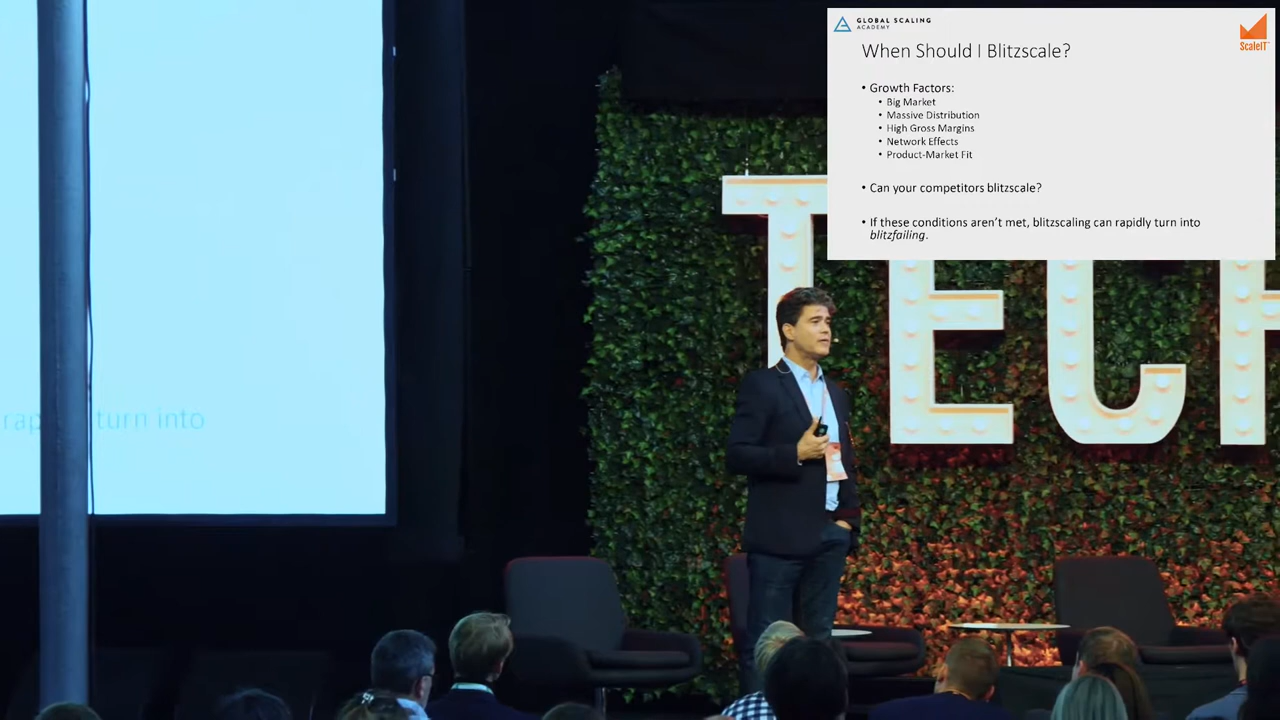 GLOBAL SCALING
ACADEMY
ScaleIT
When Should I Blitzscale?
• Growth Factors:
• Big Market
• Massive Distribution
• High Gross Margins
• Network Effects
• Product-Market Fit
• Can your competitors blitzscale?
• If these conditions aren't met, blitzscaling can rapidly turn into
blitzfailing.
TECH
turn into